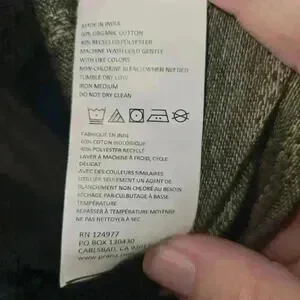 MADE IN INDIA
60% ORGANIC COTTON
40% RECYCLED POLYESTER
MACHINE WASH COLD GENTLE
WITH LIKE COLORS
NON-CHLORINE BLEACH WHEN NEEDED
TUMBLE DRY LOW
IRON MEDIUM
DO NOT DRY CLEAN
FABRIQUÉ EN INDE
60% COTON BIOLOGIQUE
40% POLYESTER RECYCLÉ
LAVER À MACHINE À FROID, CYCLE
DÉLICAT
AVEC DES COULEURS SIMILAIRES
UTILISER SEULEMENT UN AGENT DE
BLANCHIMENT NON-CHLORÉ AU BESOIN
SÉCHAGE PAR CULBUTAGE À BASSE
TEMPÉRATURE
REPASSER À TEMPÉRATURE MOYENNE
NE PAS NETTOYER À SEC
RN 124977
PO BOX 130430
CARLSBAD, CA